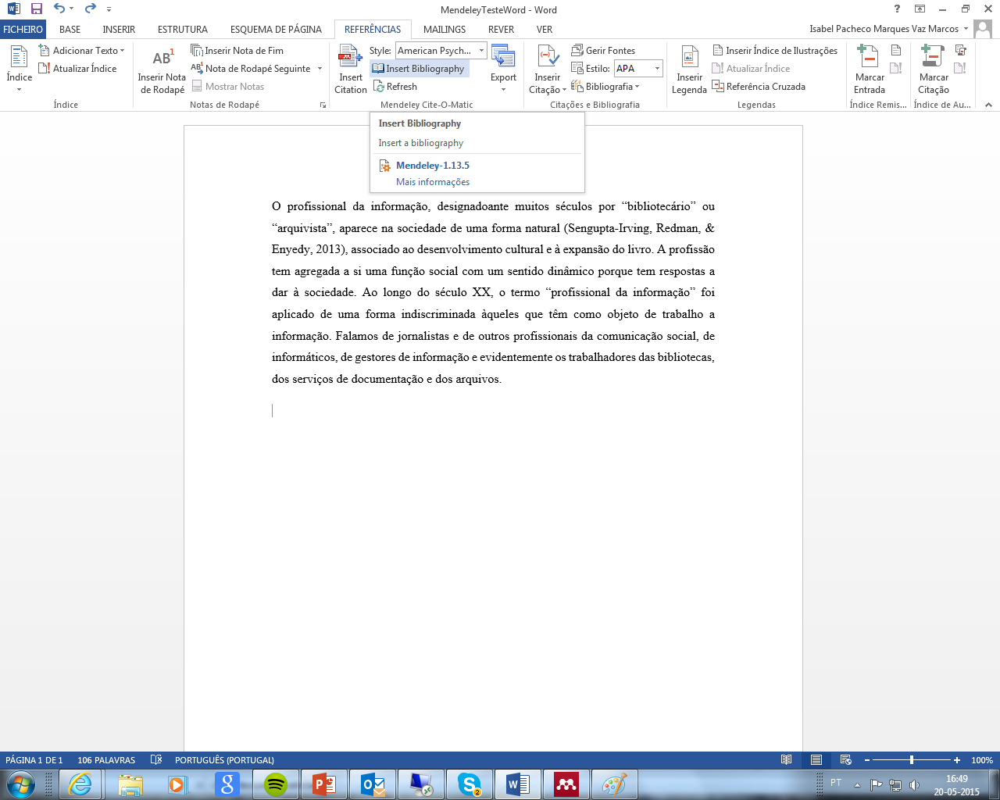 MendeleyTesteWord - Word
?
FICHEIRO BASE INSERIR ESTRUTURA ESQUEMA DE PÁGINA REFERÊNCIAS MAILINGS REVER VER
Isabel Pacheco Marques Vaz Marcos
Índice
Adicionar Texto
Atualizar Índice
Índice
AB1
Inserir Nota
de Rodapé
Inserir Nota de Fim
Nota de Rodapé Seguinte
Mostrar Notas
Notas de Rodapé
Insert
Citation
Style: American Psych...
Insert Bibliography
Refresh
Export
Mendeley Cite-O-Matic
Inserir
Citação
Gerir Fontes
Estilo: APA
Bibliografia
Citações e Bibliografia
Inserir
Legenda
Inserir Índice de Ilustrações
Atualizar Índice
Referência Cruzada
Legendas
Marcar
Entrada
Índice Remis...
Marcar
Citação
Índice de Au...
Insert Bibliography
Insert a bibliography
Mendeley-1.13.5
Mais informações
O profissional da informação, designadoante muitos séculos por “bibliotecário” ou
“arquivista”, aparece na sociedade de uma forma natural (Sengupta-Irving, Redman, &
Enyedy, 2013), associado ao desenvolvimento cultural e à expansão do livro. A profissão
tem agregada a si uma função social com um sentido dinâmico porque tem respostas a
dar à sociedade. Ao longo do século XX, o termo “profissional da informação” foi
aplicado de uma forma indiscriminada àqueles que têm como objeto de trabalho a
informação. Falamos de jornalistas e de outros profissionais da comunicação social, de
informáticos, de gestores de informação e evidentemente os trabalhadores das bibliotecas,
dos serviços de documentação e dos arquivos.
PÁGINA 1 DE 1 106 PALAVRAS PORTUGUÊS (PORTUGAL) 100%
PT
16:49
20-05-2015